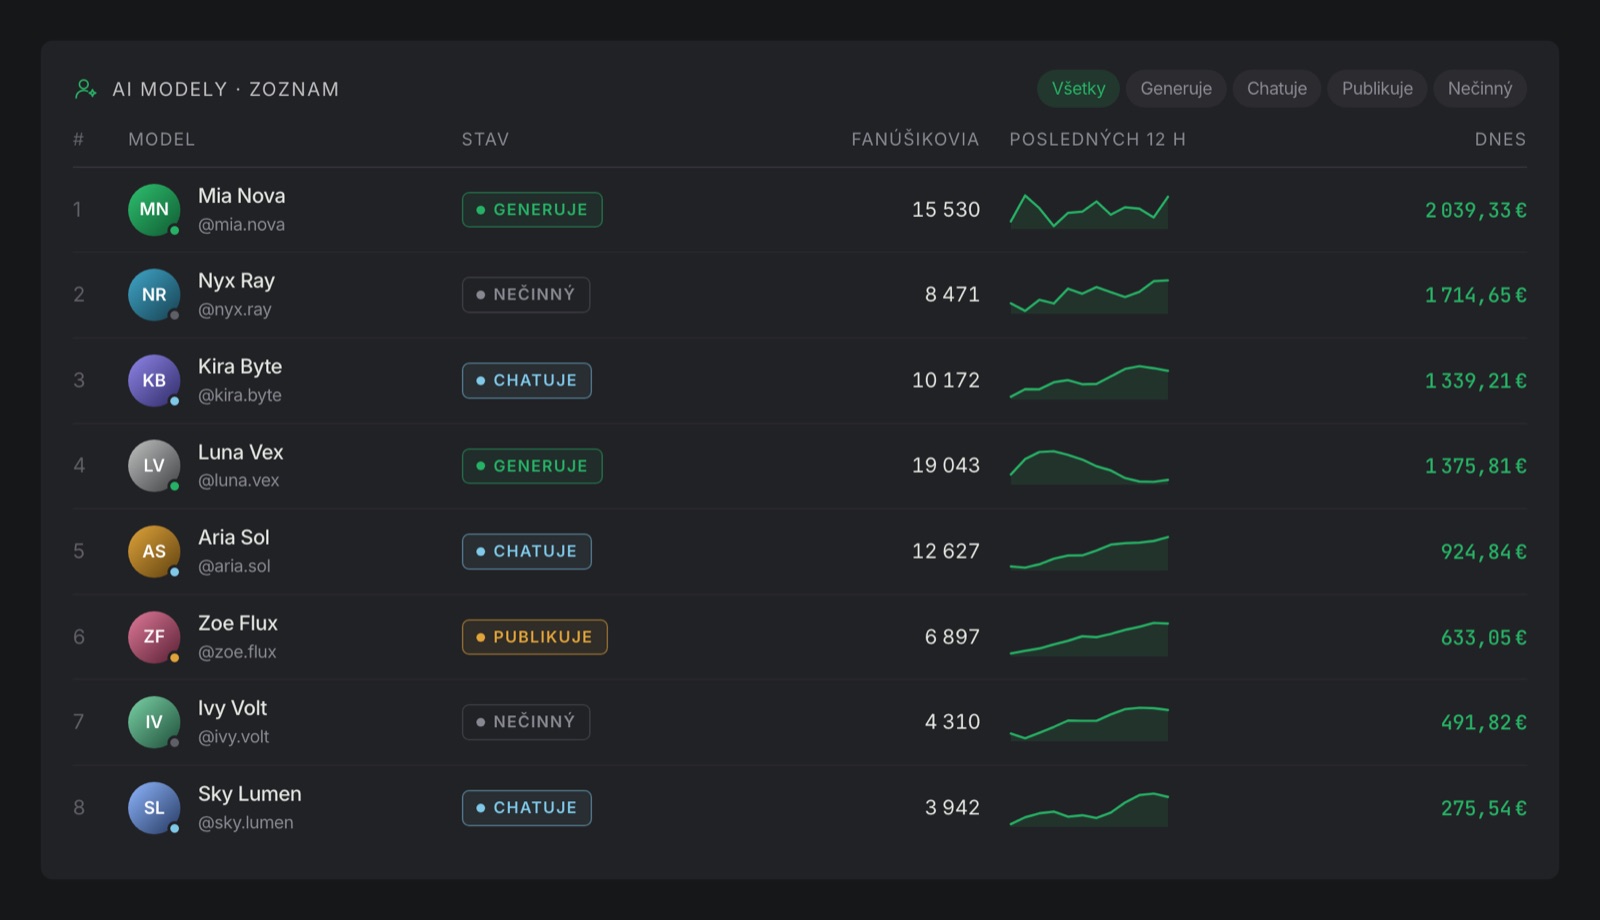 AI MODELY · ZOZNAM
Všetky Generuje Chatuje Publikuje Nečinný
# MODEL STAV FANÚŠIKOVIA POSLEDNÝCH 12 H DNES
1 MN Mia Nova @mia.nova GENERUJE 15 530 2 039,33 €
2 NR Nyx Ray @nyx.ray NEČINNÝ 8 471 1 714,65 €
3 KB Kira Byte @kira.byte CHATUJE 10 172 1 339,21 €
4 LV Luna Vex @luna.vex GENERUJE 19 043 1 375,81 €
5 AS Aria Sol @aria.sol CHATUJE 12 627 924,84 €
6 ZF Zoe Flux @zoe.flux PUBLIKUJE 6 897 633,05 €
7 IV Ivy Volt @ivy.volt NEČINNÝ 4 310 491,82 €
8 SL Sky Lumen @sky.lumen CHATUJE 3 942 275,54 €